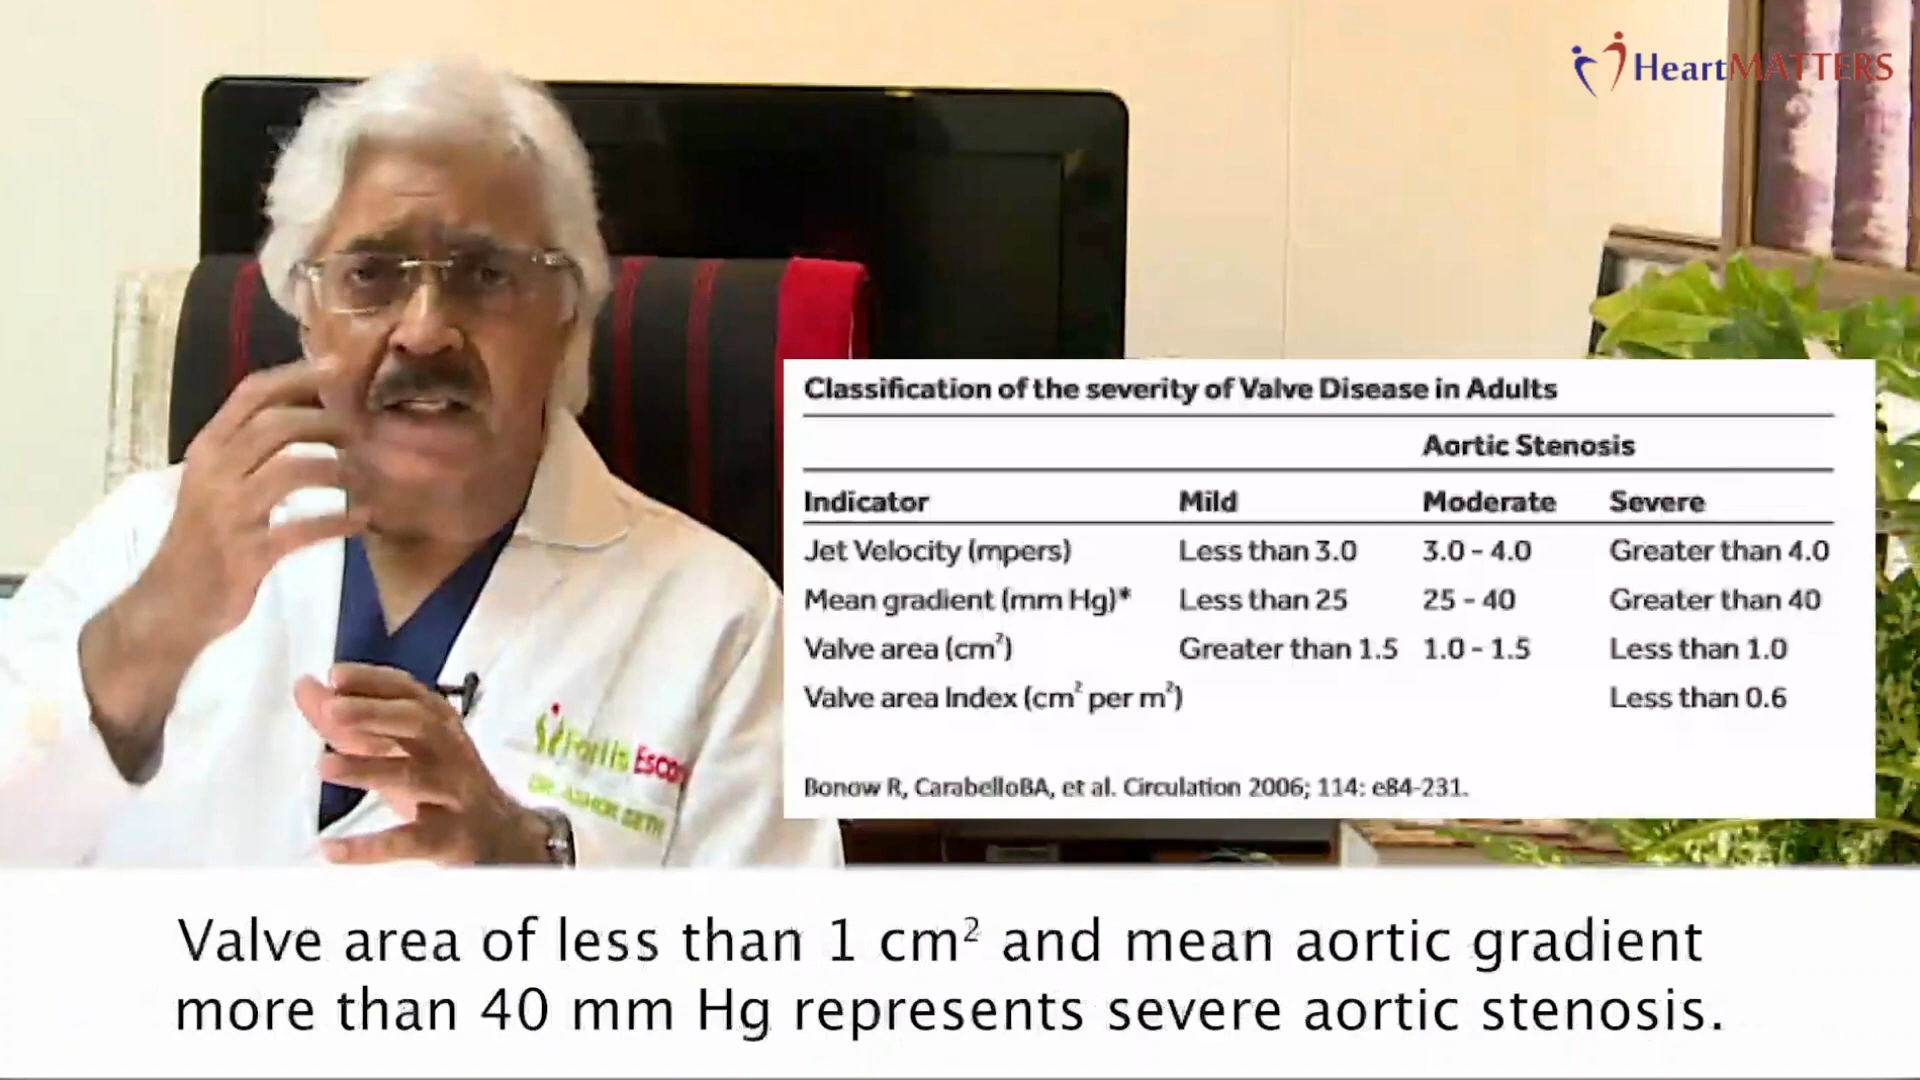 HeartMATTERS
Classification of the severity of Valve Disease in Adults
Aortic Stenosis
Indicator Mild Moderate Severe
Jet Velocity (mpers) Less than 3.0 3.0 - 4.0 Greater than 4.0
Mean gradient (mm Hg)* Less than 25 25 - 40 Greater than 40
Valve area (cm²) Greater than 1.5 1.0 - 1.5 Less than 1.0
Valve area Index (cm² per m²) Less than 0.6
Bonow R, CarabelloBA, et al. Circulation 2006; 114: e84-231.
Fortis Esco
DR. ASHOK SETH
Valve area of less than 1 cm² and mean aortic gradient
more than 40 mm Hg represents severe aortic stenosis.